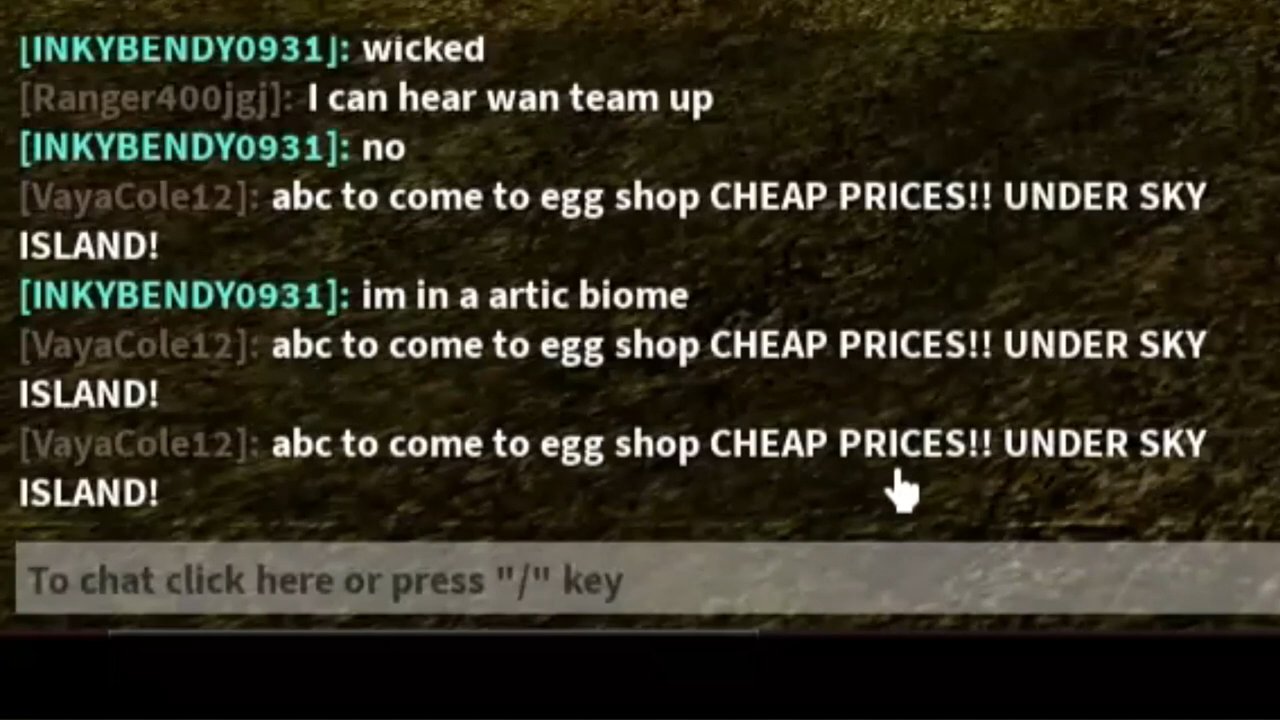 [INKYBENDY0931]: wicked
[Ranger400jgj]: I can hear wan team up
[INKYBENDY0931]: no
[VayaCole12]: abc to come to egg shop CHEAP PRICES!! UNDER SKY
ISLAND!
[INKYBENDY0931]: im in a artic biome
[VayaCole12]: abc to come to egg shop CHEAP PRICES!! UNDER SKY
ISLAND!
[VayaCole12]: abc to come to egg shop CHEAP PRICES!! UNDER SKY
ISLAND!
To chat click here or press "/" key